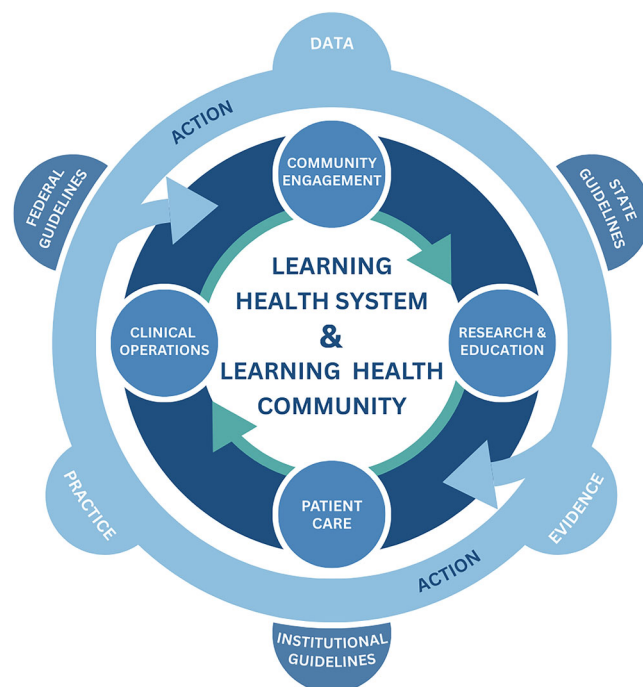 DATA
ACTION
FEDERAL
GUIDELINES
STATE
GUIDELINES
COMMUNITY
ENGAGEMENT
LEARNING
HEALTH SYSTEM
&
LEARNING HEALTH
COMMUNITY
CLINICAL
OPERATIONS
RESEARCH &
EDUCATION
PATIENT
CARE
PRACTICE
EVIDENCE
ACTION
INSTITUTIONAL
GUIDELINES